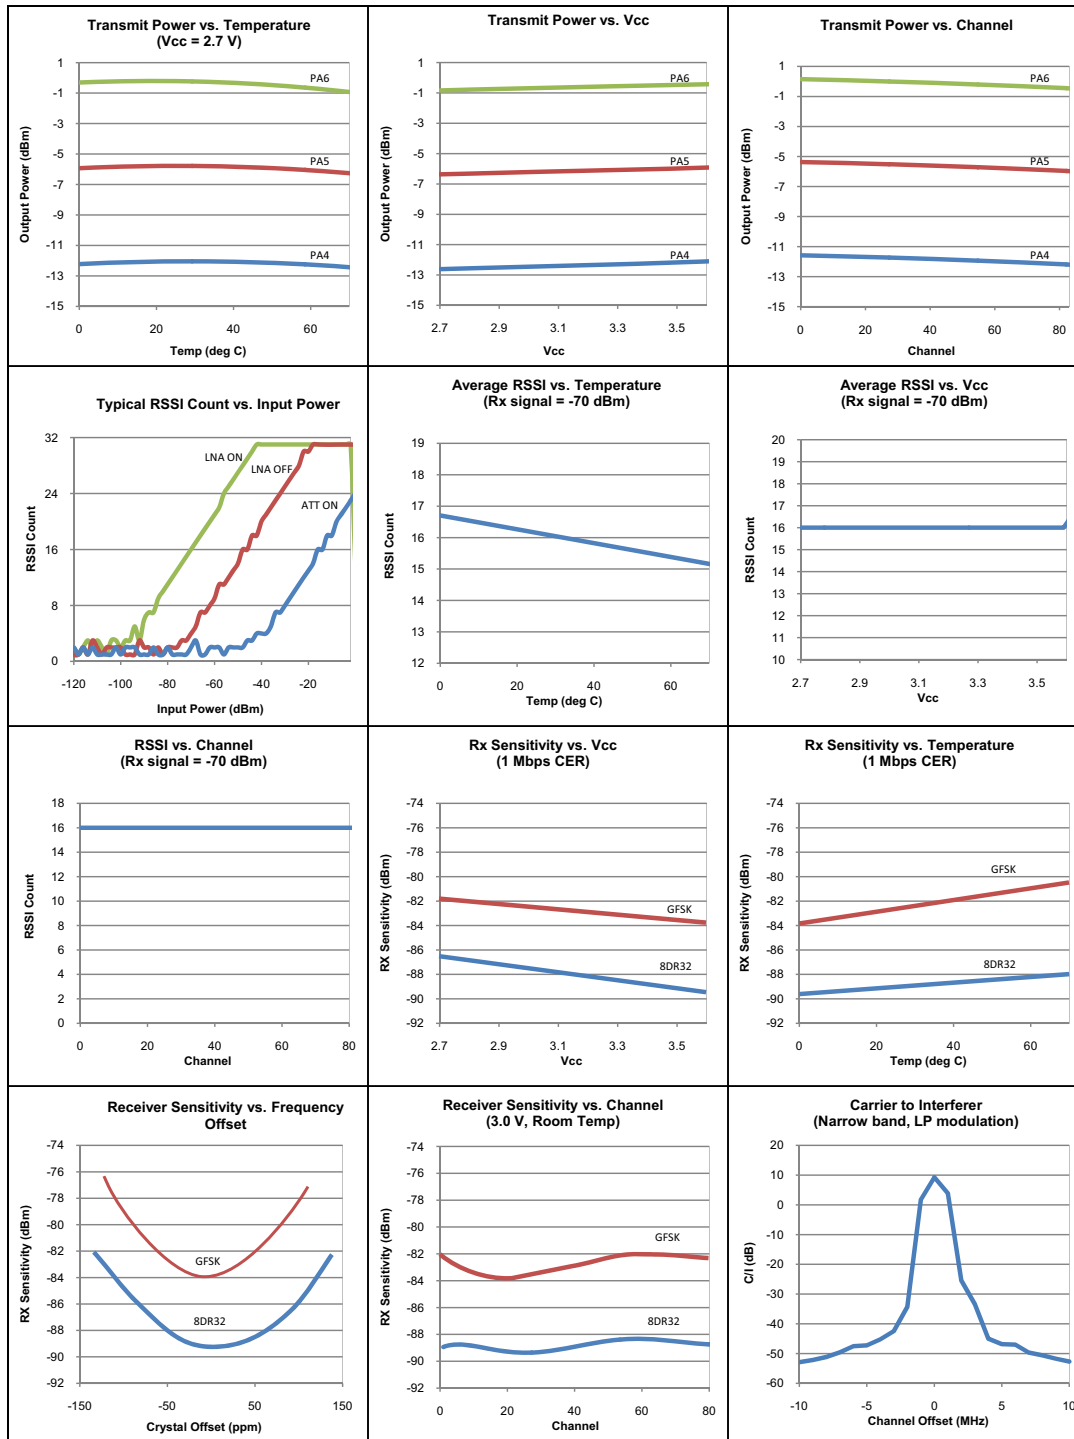 Transmit Power vs. Temperature
(Vcc = 2.7 V)
1
-1
-3
-5
-7
-9
-11
-13
-15
Output Power (dBm)
PA6
PA5
PA4
0 20 40 60
Temp (deg C)
Transmit Power vs. Vcc
1
-1
-3
-5
-7
-9
-11
-13
-15
Output Power (dBm)
PA6
PA5
PA4
2.7 2.9 3.1 3.3 3.5
Vcc
Transmit Power vs. Channel
1
-1
-3
-5
-7
-9
-11
-13
-15
Output Power (dBm)
PA6
PA5
PA4
0 20 40 60 80
Channel
Typical RSSI Count vs. Input Power
32
24
16
8
0
RSSI Count
LNA ON
LNA OFF
ATT ON
-120 -100 -80 -60 -40 -20
Input Power (dBm)
Average RSSI vs. Temperature
(Rx signal = -70 dBm)
19
18
17
16
15
14
13
12
RSSI Count
0 20 40 60
Temp (deg C)
Average RSSI vs. Vcc
(Rx signal = -70 dBm)
20
19
18
17
16
15
14
13
12
11
10
RSSI Count
2.7 2.9 3.1 3.3 3.5
Vcc
RSSI vs. Channel
(Rx signal = -70 dBm)
18
16
14
12
10
8
6
4
2
0
RSSI Count
0 20 40 60 80
Channel
Rx Sensitivity vs. Vcc
(1 Mbps CER)
-74
-76
-78
-80
-82
-84
-86
-88
-90
-92
RX Sensitivity (dBm)
GFSK
8DR32
2.7 2.9 3.1 3.3 3.5
Vcc
Rx Sensitivity vs. Temperature
(1 Mbps CER)
-74
-76
-78
-80
-82
-84
-86
-88
-90
-92
RX Sensitivity (dBm)
GFSK
8DR32
0 20 40 60
Temp (deg C)
Receiver Sensitivity vs. Frequency
Offset
-74
-76
-78
-80
-82
-84
-86
-88
-90
-92
RX Sensitivity (dBm)
GFSK
8DR32
-150 -50 50 150
Crystal Offset (ppm)
Receiver Sensitivity vs. Channel
(3.0 V, Room Temp)
-74
-76
-78
-80
-82
-84
-86
-88
-90
-92
RX Sensitivity (dBm)
GFSK
8DR32
0 20 40 60 80
Channel
Carrier to Interferer
(Narrow band, LP modulation)
20
10
0
-10
-20
-30
-40
-50
-60
C/I (dB)
-10 -5 0 5 10
Channel Offset (MHz)